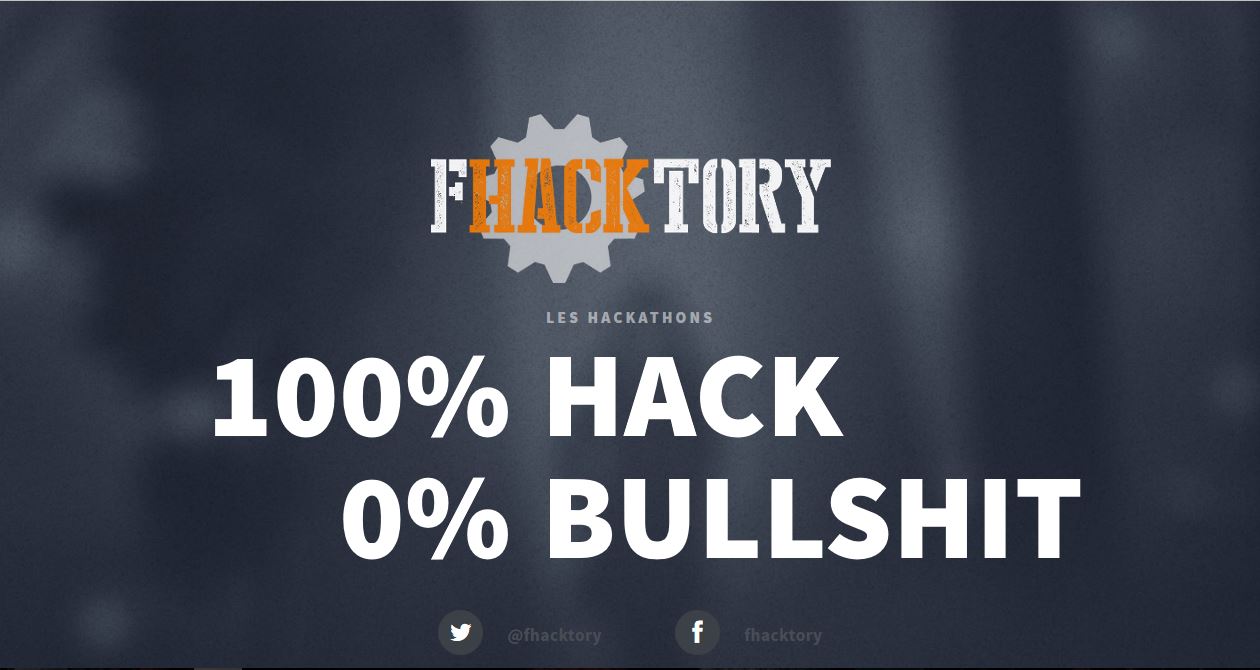 FHACKTORY
LES HACKATHONS
100% HACK
0% BULLSHIT
@fhacktory fhacktory